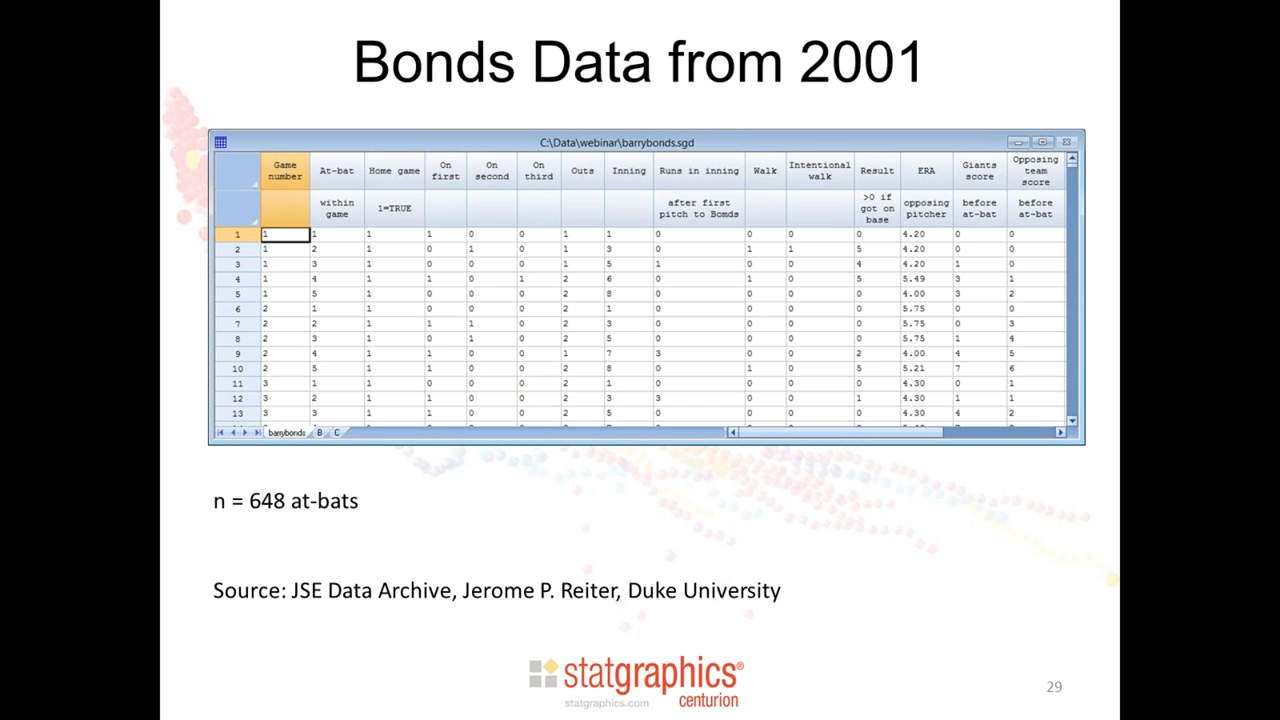 Bonds Data from 2001
C:\Data\webinar\barrybonds.sgd
Game number At-bat Home game On first On second On third Outs Inning Runs in inning Walk Intentional walk Result ERA Giants score Opposing team score
within game 1=TRUE after first pitch to Bomds >0 if got on base opposing pitcher before at-bat before at-bat
1 1 1 1 1 0 0 1 1 0 0 0 0 4.20 0 0
2 1 2 1 0 1 0 1 3 0 1 1 5 4.20 0 0
3 1 3 1 0 0 0 1 5 1 0 0 4 4.20 1 0
4 1 4 1 1 0 1 2 6 0 1 0 5 5.49 3 1
5 1 5 1 0 0 0 2 8 0 0 0 0 4.00 3 2
6 2 1 1 0 0 0 2 1 0 0 0 0 5.75 0 0
7 2 2 1 1 1 0 2 3 0 0 0 0 5.75 0 3
8 2 3 1 0 1 0 2 5 0 0 0 0 5.75 1 4
9 2 4 1 1 0 0 1 7 3 0 0 2 4.00 4 5
10 2 5 1 1 0 0 2 8 0 1 0 5 5.21 7 6
11 3 1 1 0 0 0 2 1 0 0 0 0 4.30 0 1
12 3 2 1 1 0 0 2 3 3 0 0 1 4.30 1 1
13 3 3 1 1 0 0 2 5 0 0 0 0 4.30 4 2
barrybonds B C
n = 648 at-bats
Source: JSE Data Archive, Jerome P. Reiter, Duke University
statgraphics®
centurion
statgraphics.com
29